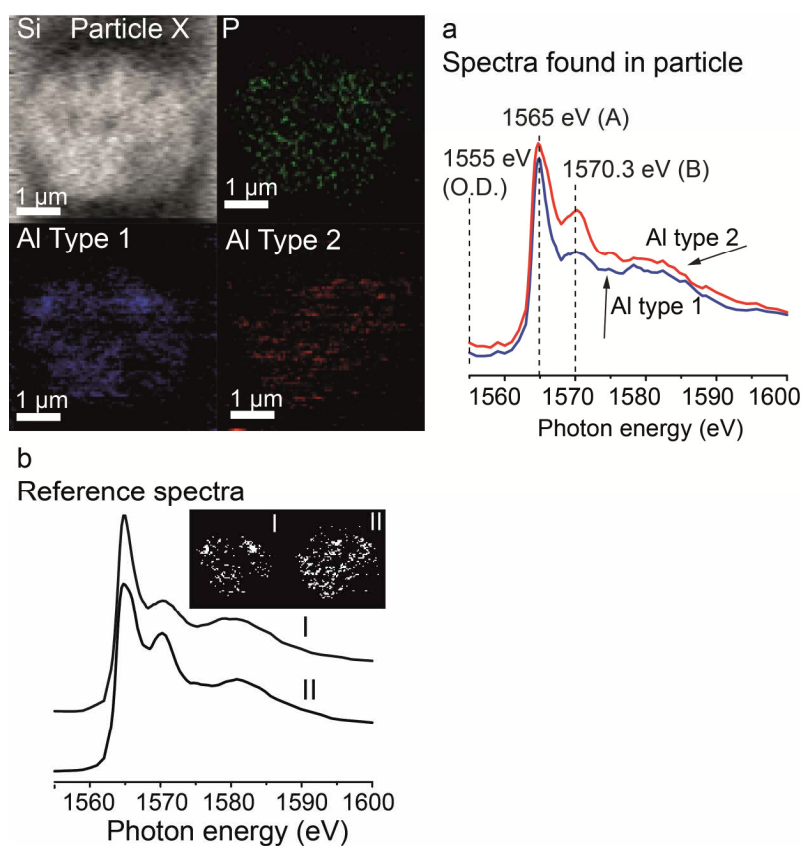 Si Particle X
P
1 μm
1 μm
Al Type 1
Al Type 2
1 μm
1 μm
a
Spectra found in particle
1565 eV (A)
1555 eV
(O.D.)
1570.3 eV (B)
Al type 2
Al type 1
1560 1570 1580 1590 1600
Photon energy (eV)
b
Reference spectra
I
II
I
II
1560 1570 1580 1590 1600
Photon energy (eV)